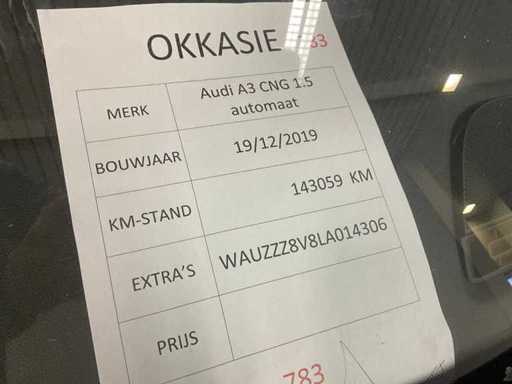 OKKASIE
MERK
Audi A3 CNG 1.5
automaat
BOUWJAAR
19/12/2019
KM-STAND
143059 KM
EXTRA'S
WAUZZZ8V8LA014306
PRIJS
783